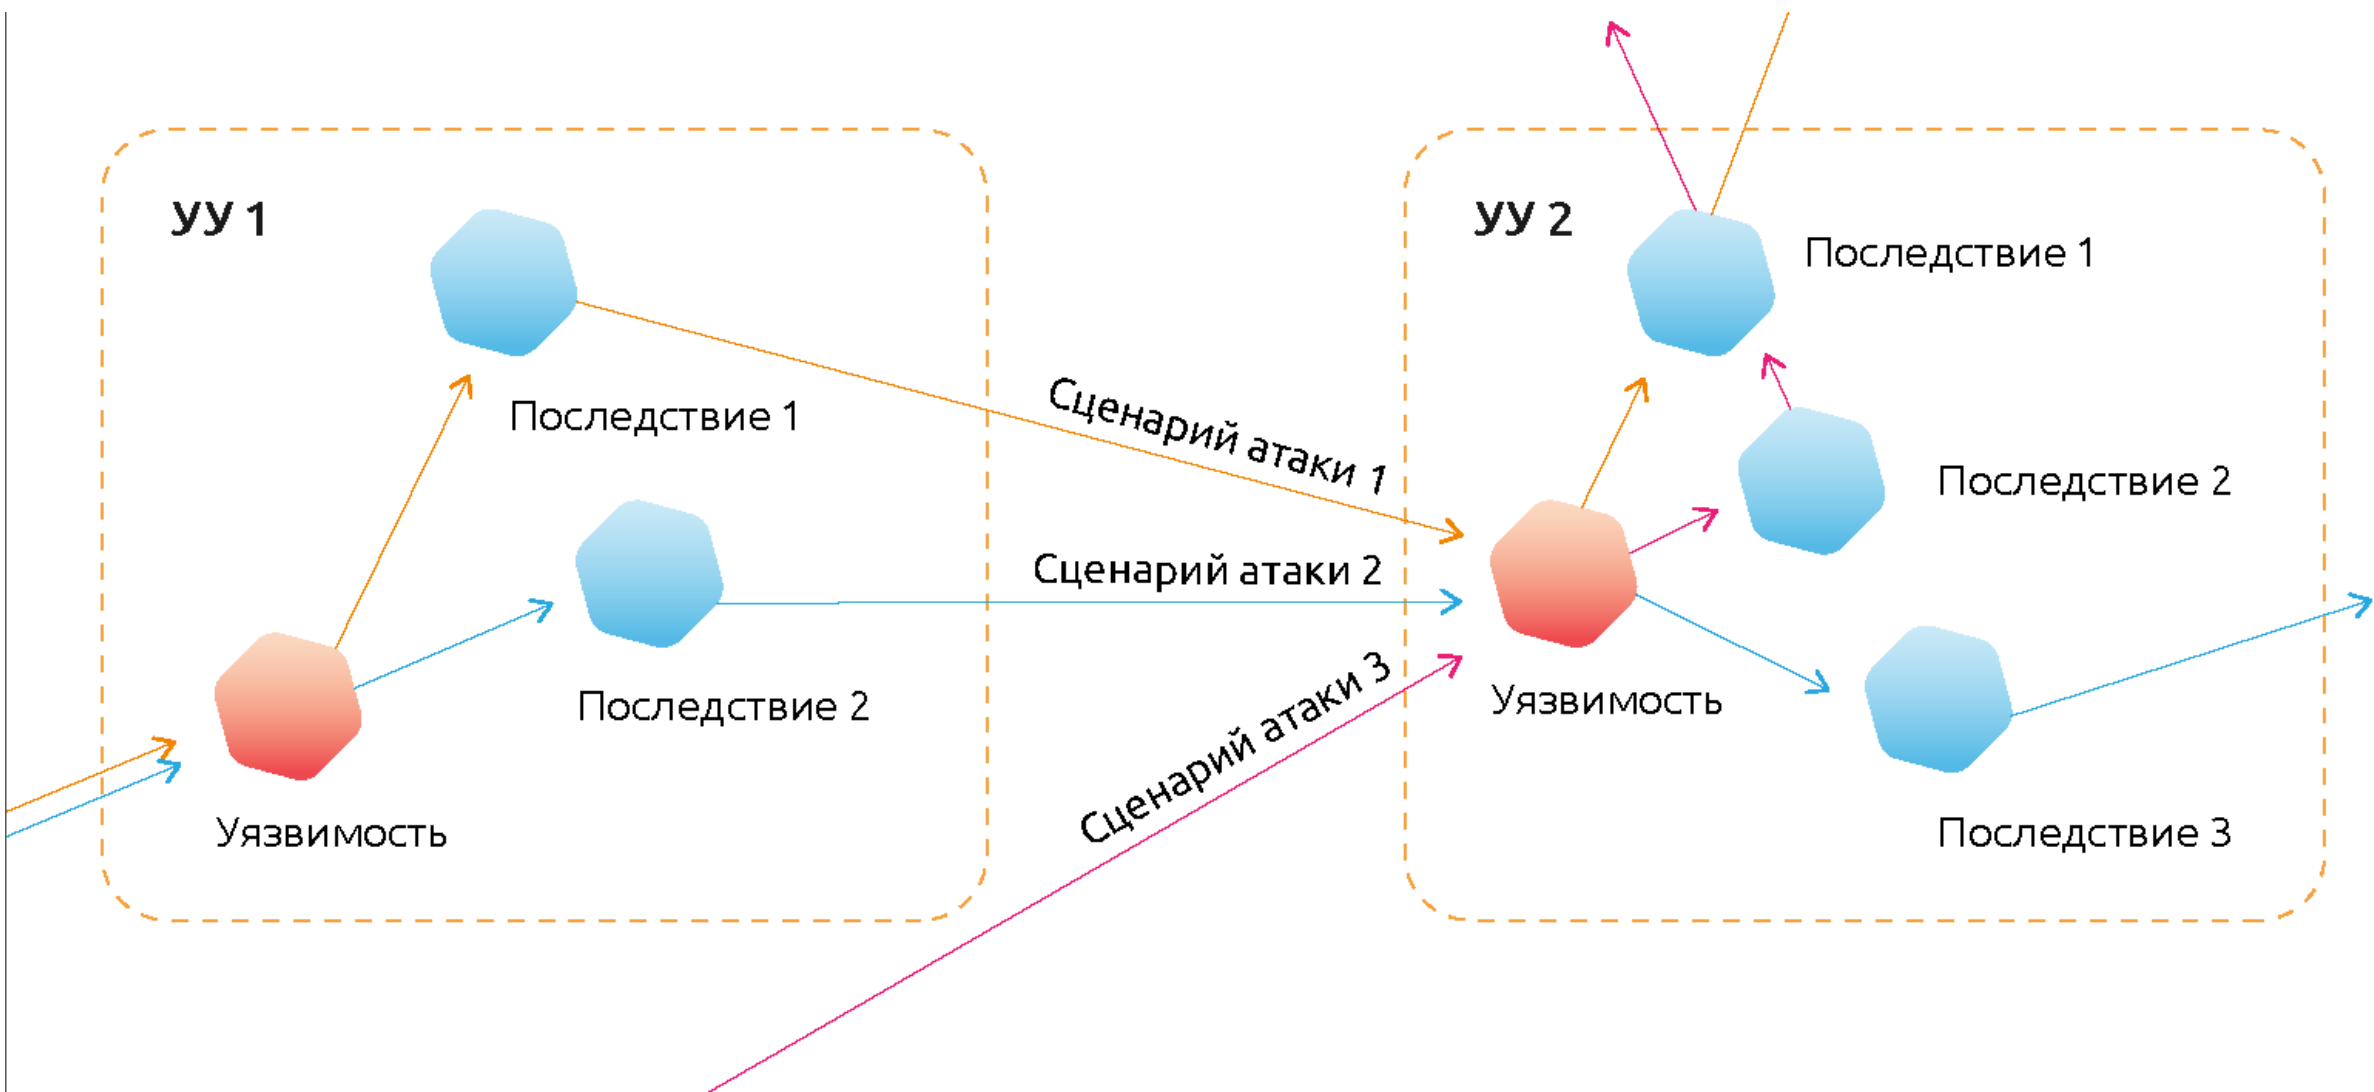 УУ 1
Последствие 1
Последствие 2
Уязвимость
Сценарий атаки 1
Сценарий атаки 2
Сценарий атаки 3
УУ 2
Последствие 1
Последствие 2
Уязвимость
Последствие 3